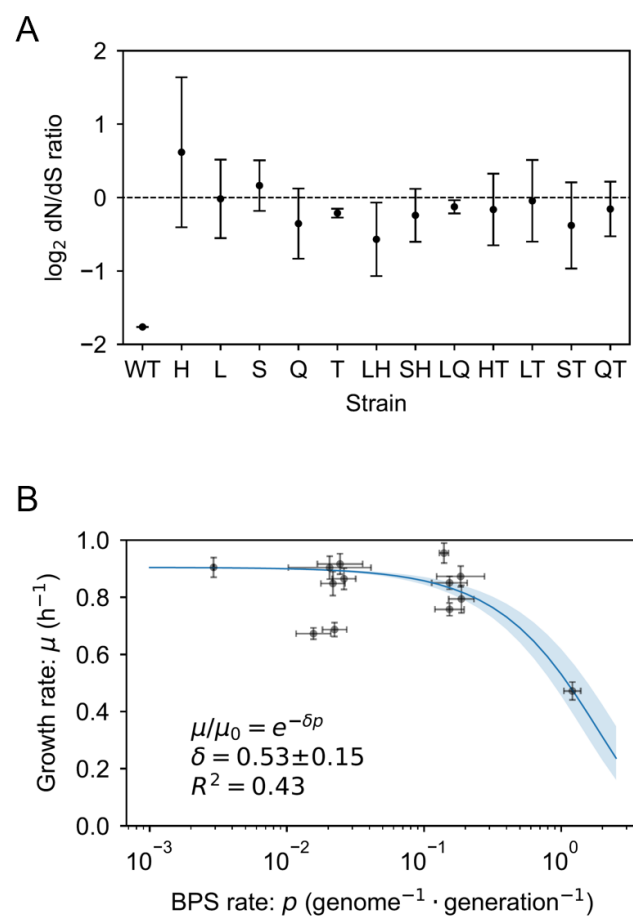 A
log₂ dN/dS ratio
2
1
0
−1
−2
WT H L S Q T LH SH LQ HT LT ST QT
Strain
B
Growth rate: μ (h⁻¹)
1.0
0.8
0.6
0.4
0.2
0.0
μ/μ₀ = e^{−δp}
δ = 0.53±0.15
R² = 0.43
10⁻³ 10⁻² 10⁻¹ 10⁰
BPS rate: p (genome⁻¹ · generation⁻¹)